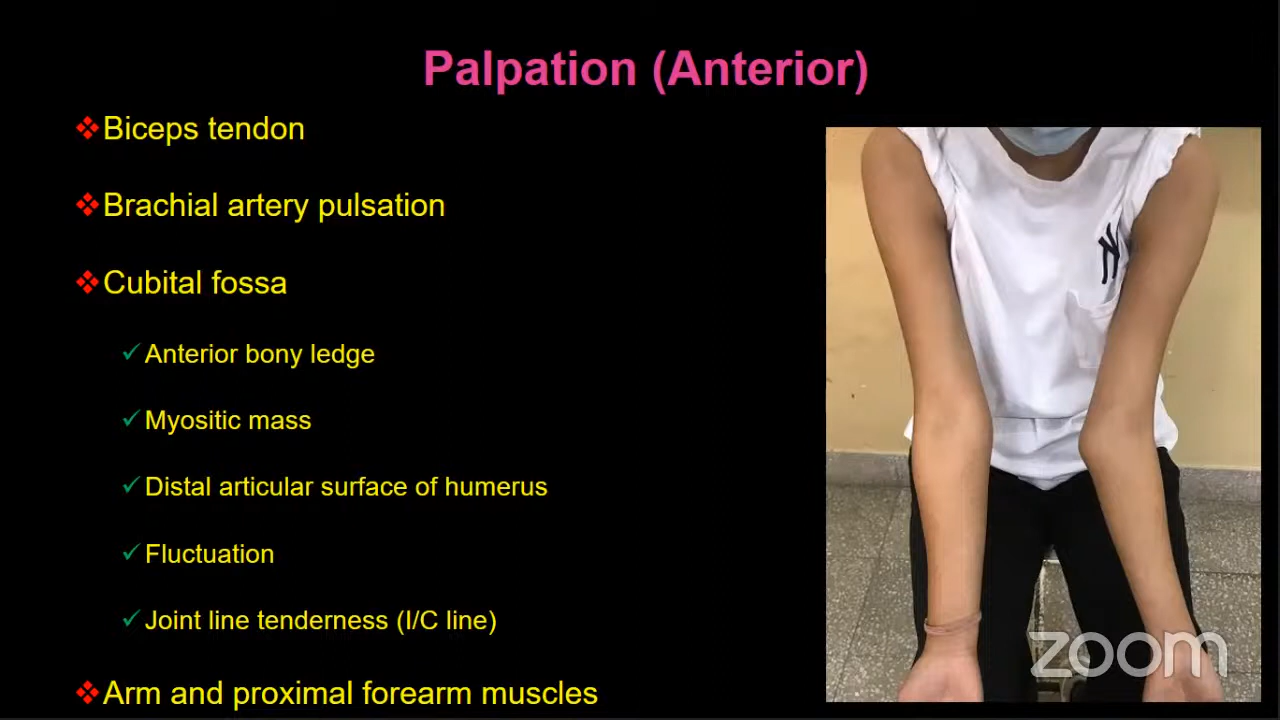 Palpation (Anterior)
Biceps tendon
Brachial artery pulsation
Cubital fossa
Anterior bony ledge
Myositic mass
Distal articular surface of humerus
Fluctuation
Joint line tenderness (I/C line)
Arm and proximal forearm muscles
NY
zoom